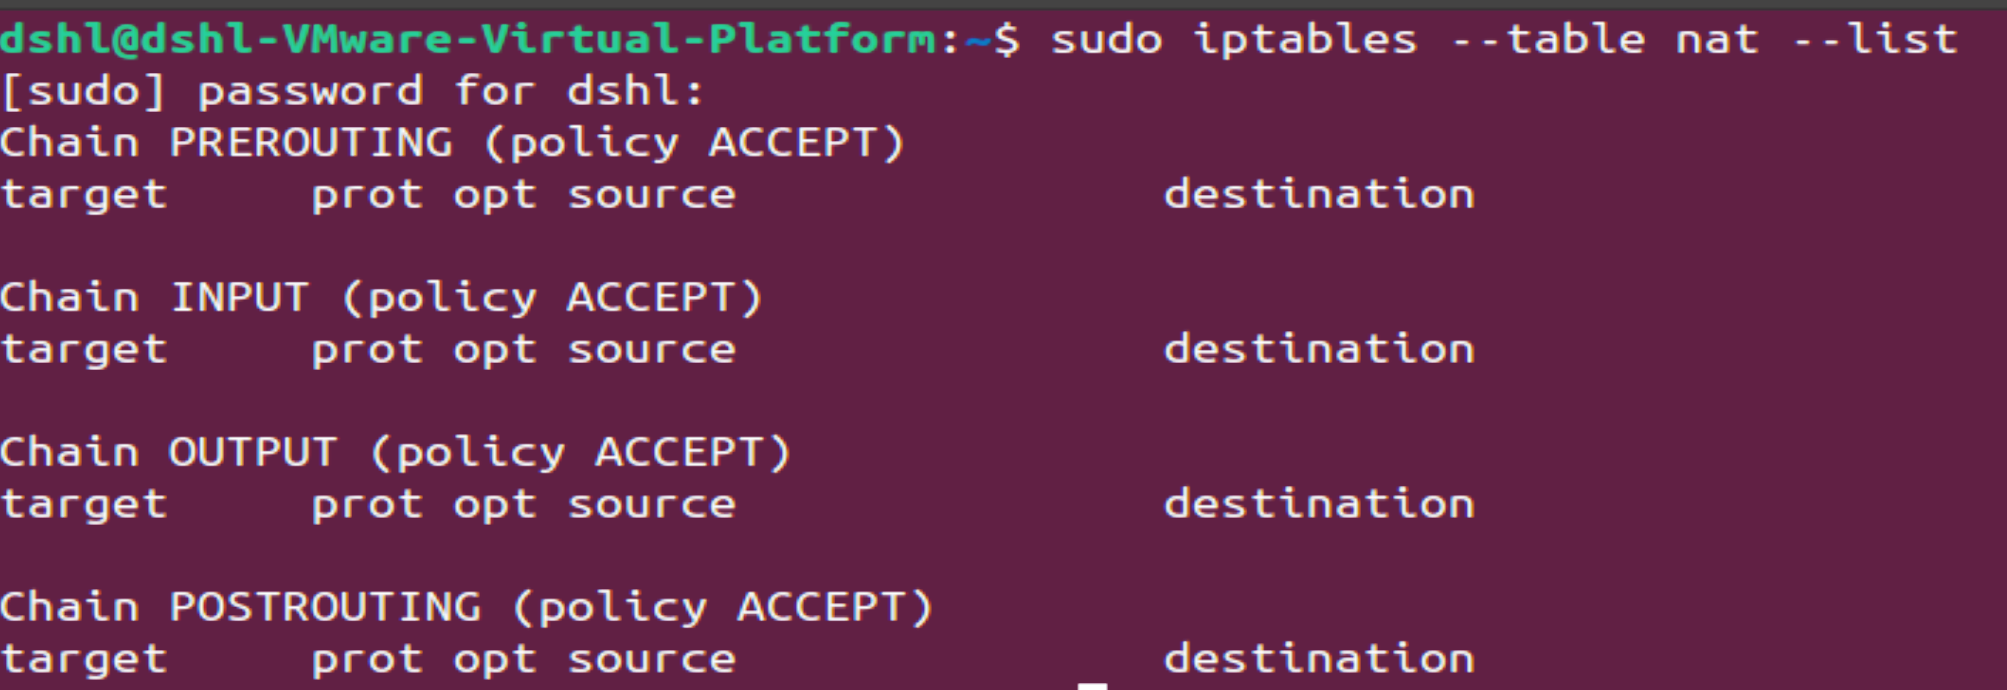 dshl@dshl-VMware-Virtual-Platform:~$ sudo iptables --table nat --list
[sudo] password for dshl:
Chain PREROUTING (policy ACCEPT)
target     prot opt source               destination

Chain INPUT (policy ACCEPT)
target     prot opt source               destination

Chain OUTPUT (policy ACCEPT)
target     prot opt source               destination

Chain POSTROUTING (policy ACCEPT)
target     prot opt source               destination